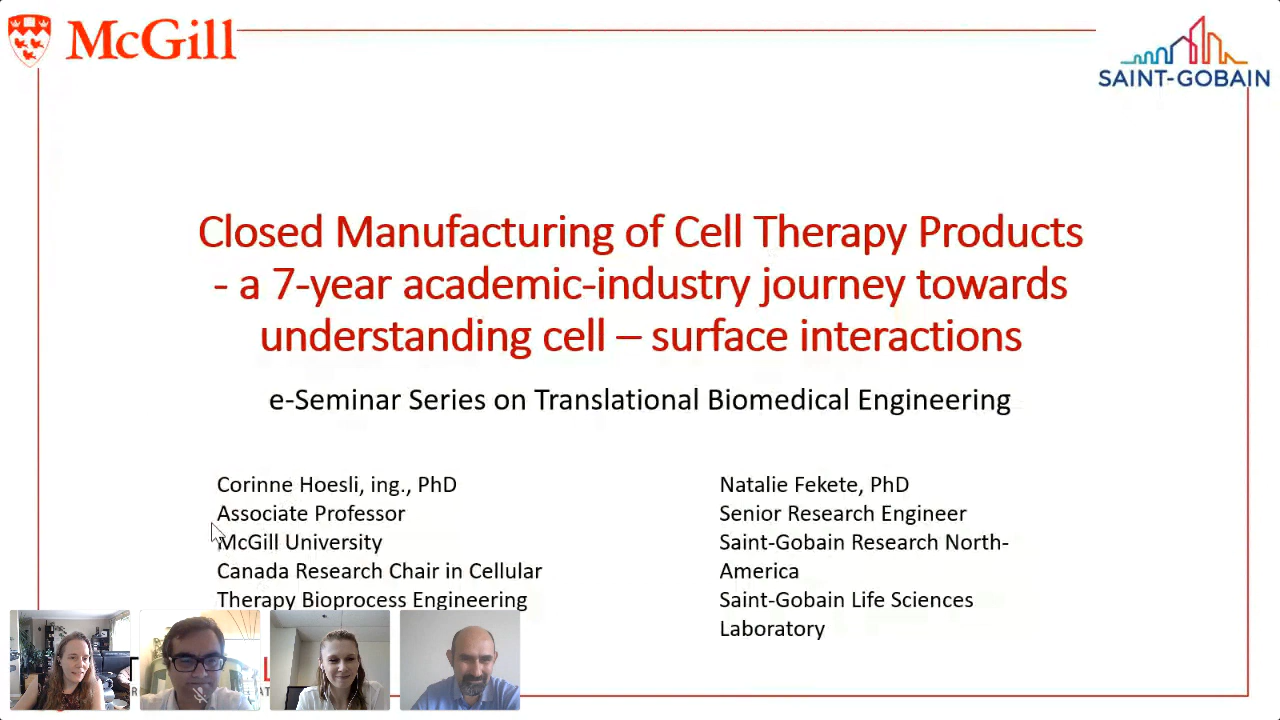 McGill
SAINT-GOBAIN
Closed Manufacturing of Cell Therapy Products
- a 7-year academic-industry journey towards
understanding cell – surface interactions
e-Seminar Series on Translational Biomedical Engineering
Corinne Hoesli, ing., PhD
Associate Professor
McGill University
Canada Research Chair in Cellular
Therapy Bioprocess Engineering
Natalie Fekete, PhD
Senior Research Engineer
Saint-Gobain Research North-
America
Saint-Gobain Life Sciences
Laboratory